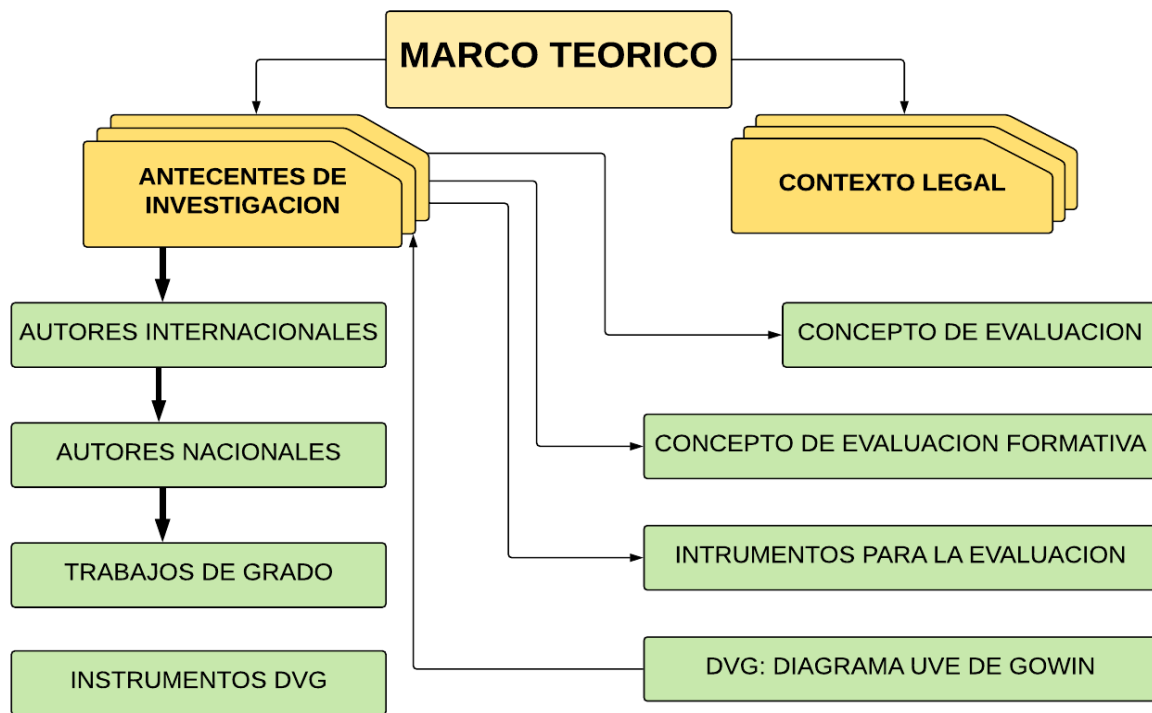 MARCO TEORICO
ANTECENTES DE
INVESTIGACION
CONTEXTO LEGAL
AUTORES INTERNACIONALES
CONCEPTO DE EVALUACION
AUTORES NACIONALES
CONCEPTO DE EVALUACION FORMATIVA
TRABAJOS DE GRADO
INTRUMENTOS PARA LA EVALUACION
INSTRUMENTOS DVG
DVG: DIAGRAMA UVE DE GOWIN